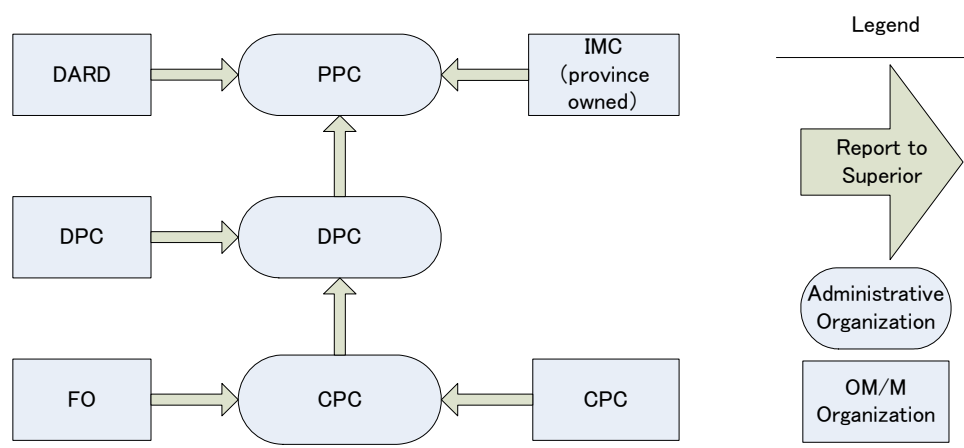 DARD
PPC
IMC
(province
owned)
DPC
DPC
FO
CPC
CPC
Legend
Report to
Superior
Administrative
Organization
OM/M
Organization